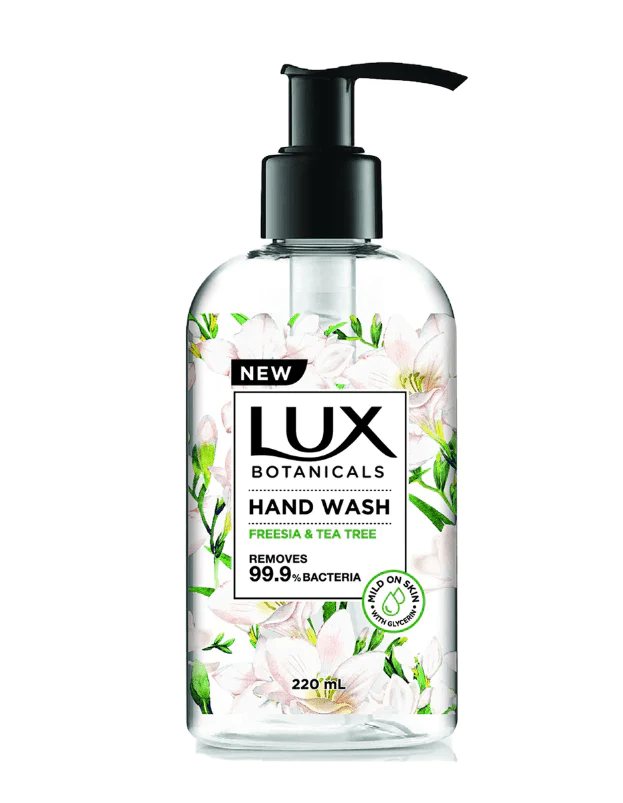 NEW
LUX
BOTANICALS
HAND WASH
FREESIA & TEA TREE
REMOVES
99.9% BACTERIA
MILD ON SKIN
• WITH GLYCERIN •
220 mL